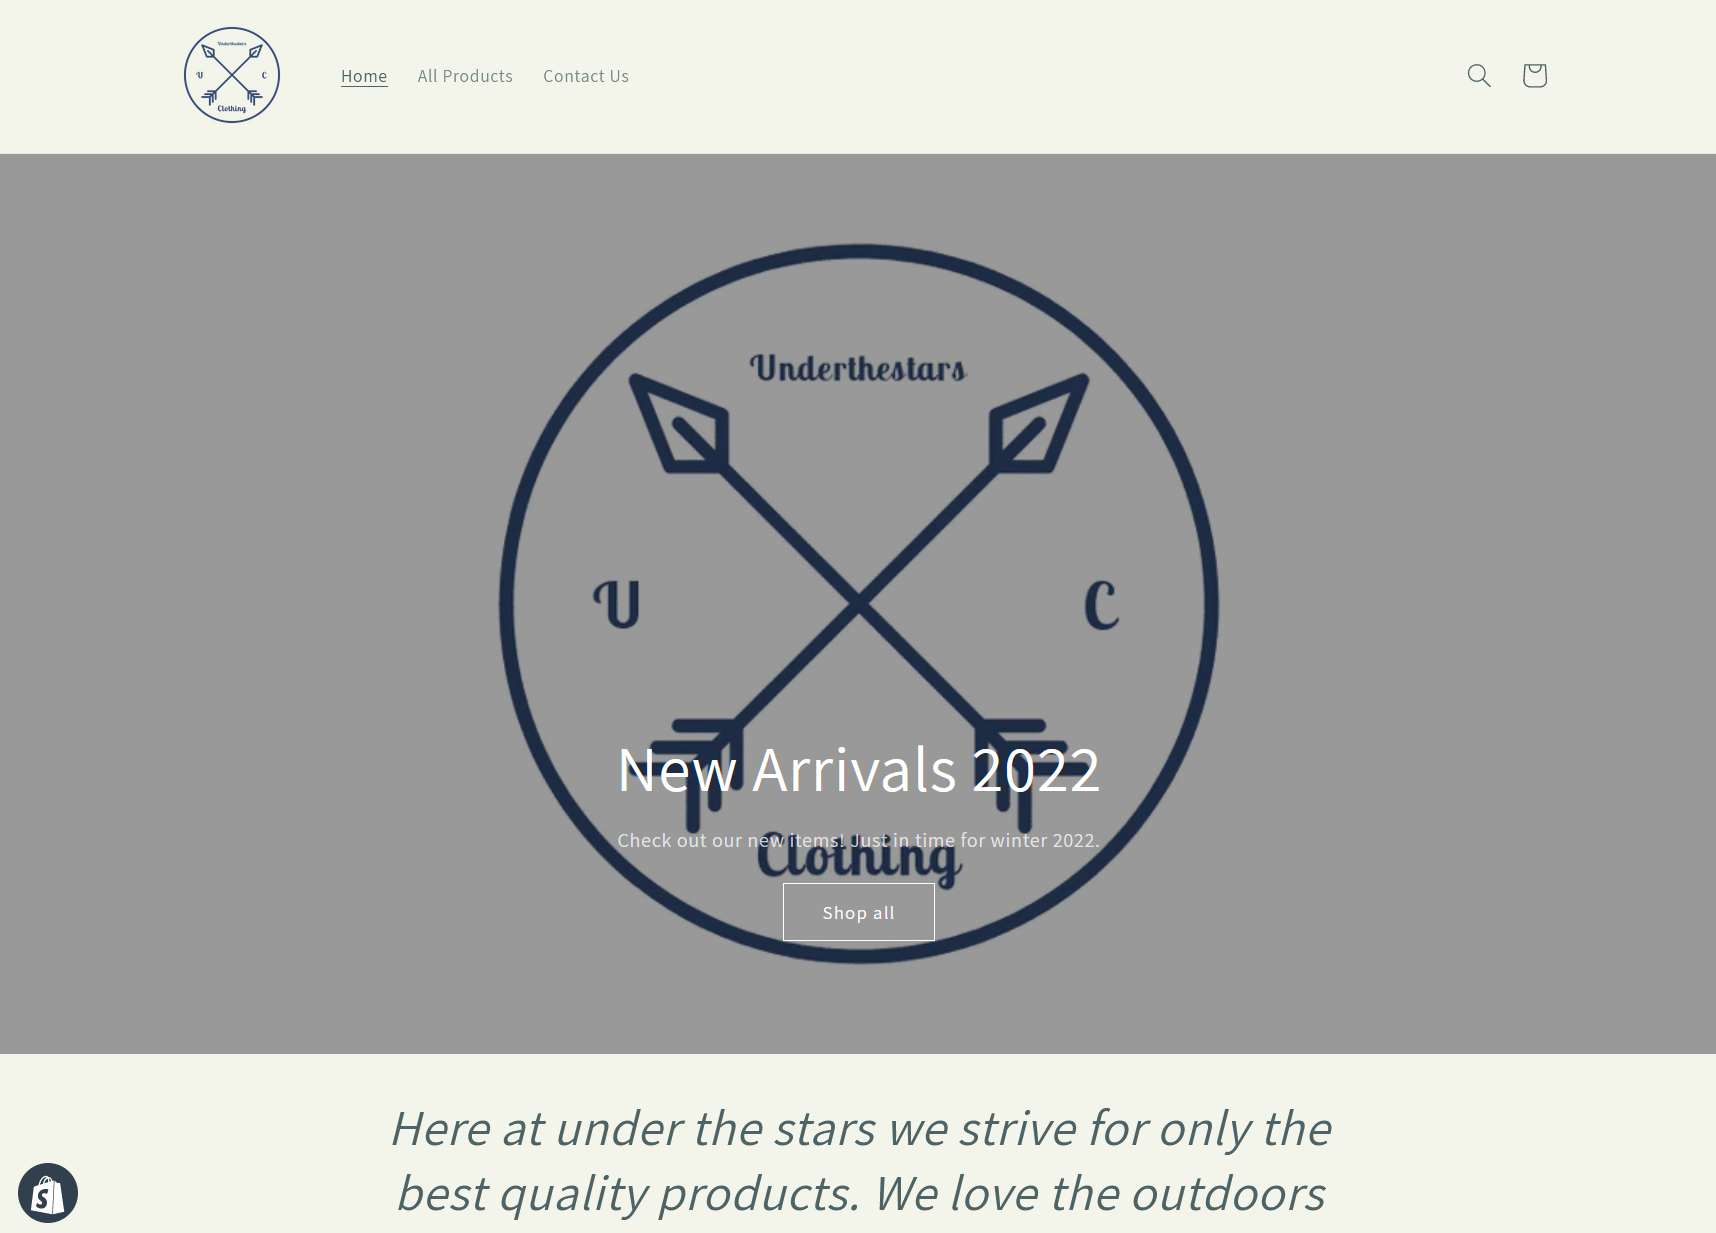 Underthestars
U
C
Clothing
Home
All Products
Contact Us
Underthestars
U
C
New Arrivals 2022
Check out our new items! Just in time for winter 2022.
Clothing
Shop all
Here at under the stars we strive for only the
best quality products. We love the outdoors
S